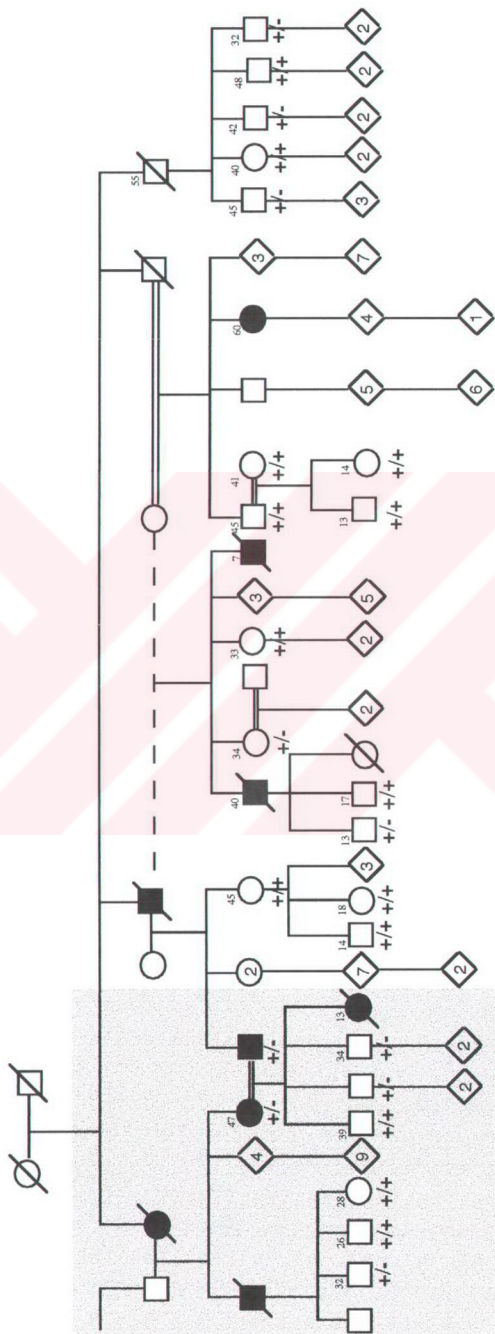 55
4 47 2 45 40 34 33 3 7 45 41 60 3 45 40 42 48 32
+/- +/- +/+ +/- +/+ +/+ +/+ +/- +/+ +/- +/+ +/-
32 26 28 9 39 34 13 7 14 18 3 13 17 2 2 5 13 14 5 4 7 3 2 2 2 2
+/- +/+ +/+ +/+ +/- +/- +/+ +/+ +/- +/+ +/+ +/+
2 2 2 6 1